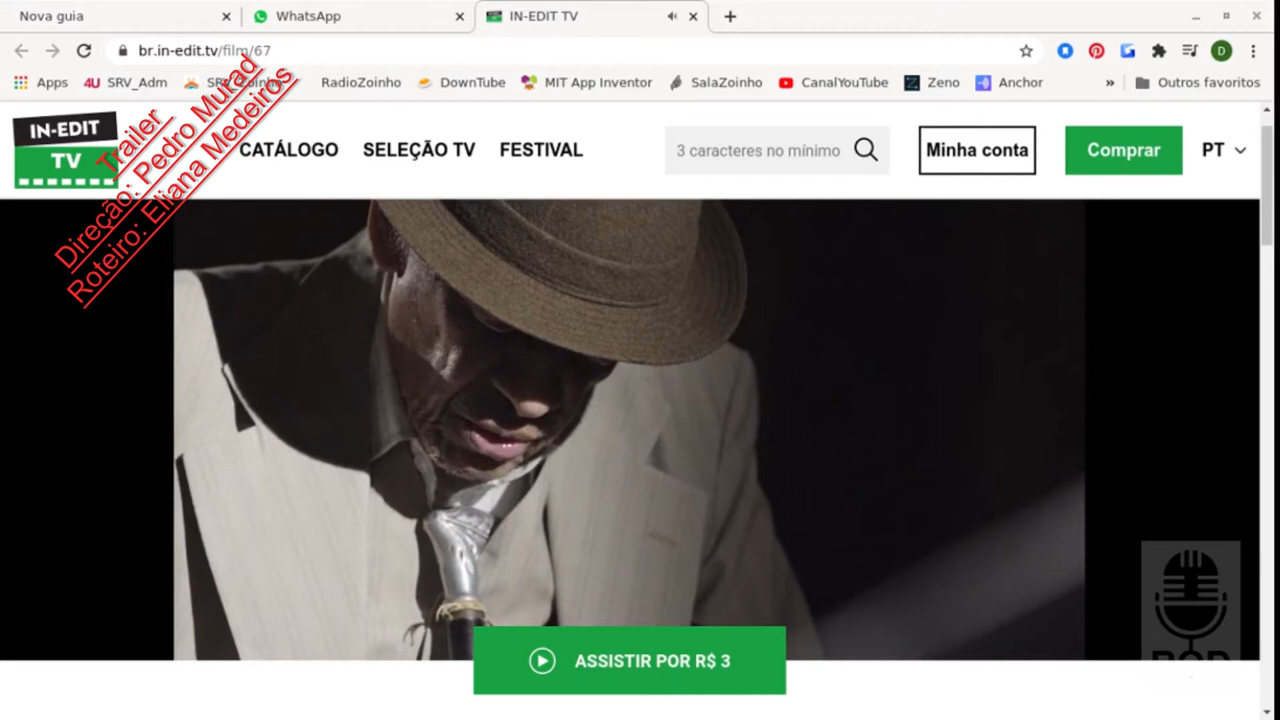 Nova guia
WhatsApp
IN-EDIT TV
br.in-edit.tv/film/67
D
Apps
SRV_Adm
RadioZoinho
DownTube
MIT App Inventor
SalaZoinho
CanalYouTube
Zeno
Anchor
»
Outros favoritos
IN-EDIT
TV
CATÁLOGO
SELEÇÃO TV
FESTIVAL
3 caracteres no mínimo
Minha conta
Comprar
PT
Trailer
Direção: Pedro Murad
Roteiro: Eliana Medeiros
ASSISTIR POR R$ 3